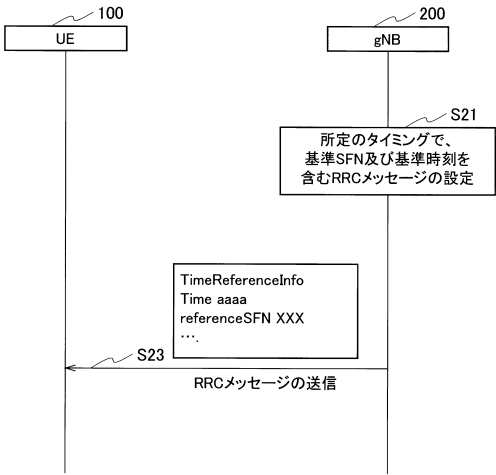 100
UE
200
gNB
S21
所定のタイミングで、
基準SFN及び基準時刻を
含むRRCメッセージの設定
TimeReferenceInfo
Time aaaa
referenceSFN XXX
….
S23
RRCメッセージの送信